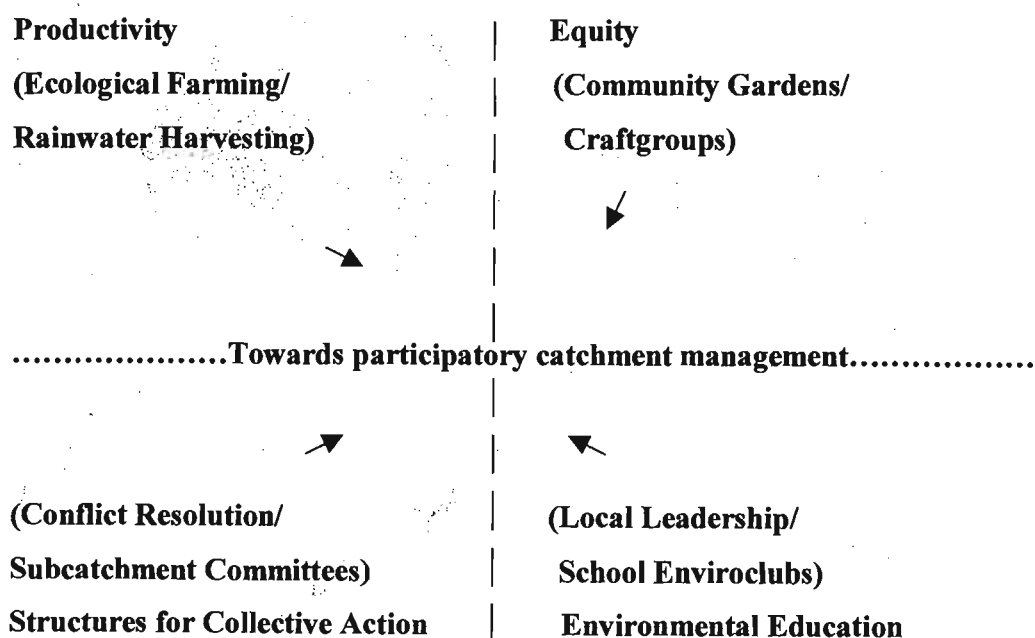 Productivity
(Ecological Farming/
Rainwater Harvesting)
Equity
(Community Gardens/
Craftgroups)
....................Towards participatory catchment management..................
(Conflict Resolution/
Subcatchment Committees)
Structures for Collective Action
(Local Leadership/
School Enviroclubs)
Environmental Education